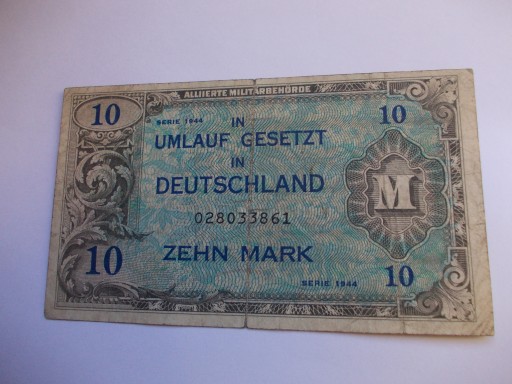 ALLIIERTE MILITÄRBEHÖRDE
10 10
SERIE 1944
IN
UMLAUF GESETZT
IN
DEUTSCHLAND
M
028033861
ZEHN MARK
10 10
SERIE 1944